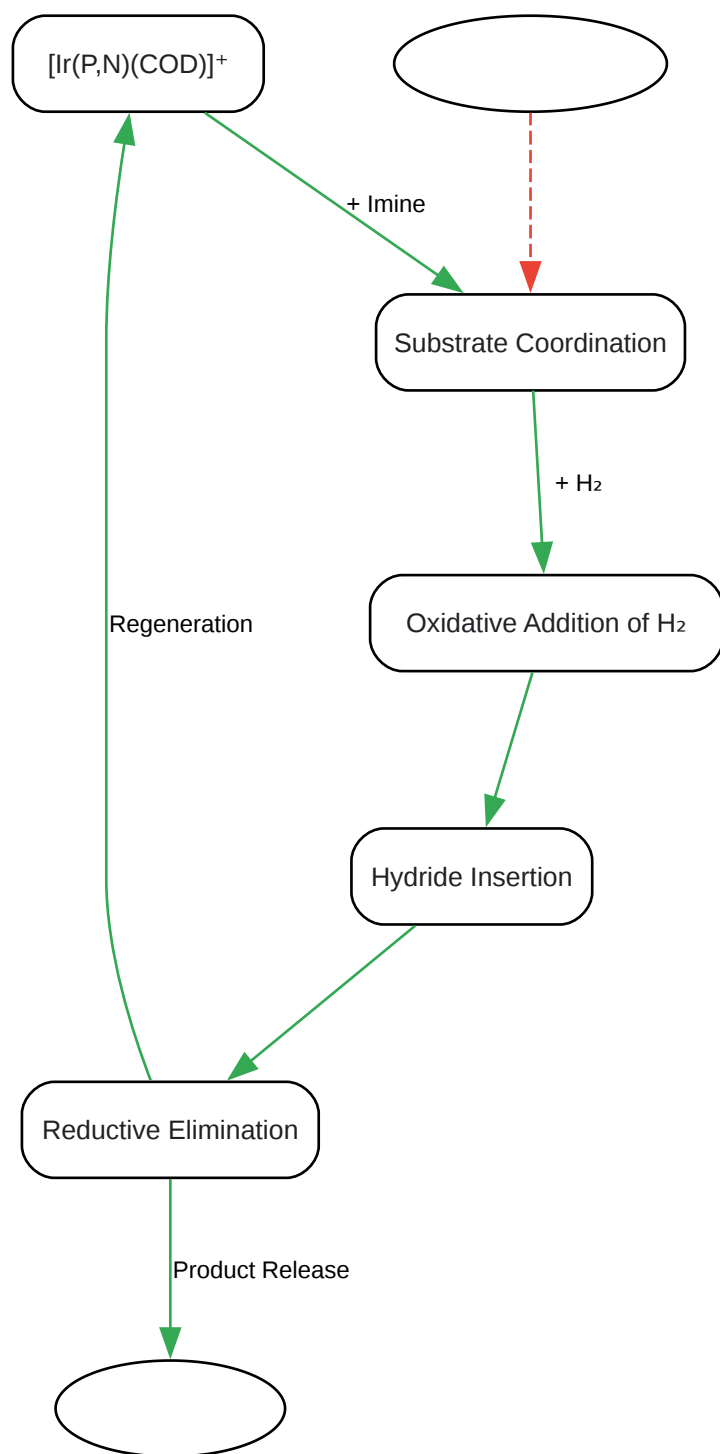 [Ir(P,N)(COD)]⁺
+ Imine
Substrate Coordination
+ H₂
Oxidative Addition of H₂
Regeneration
Hydride Insertion
Reductive Elimination
Product Release